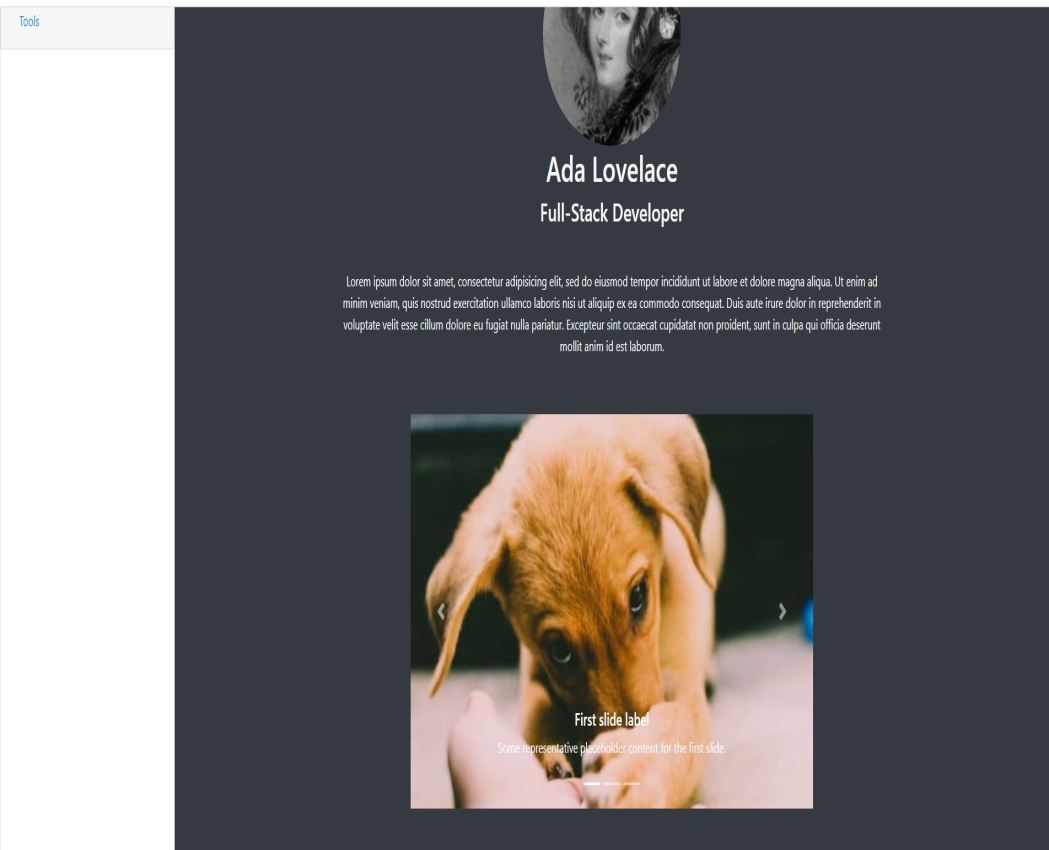 Tools
Ada Lovelace
Full-Stack Developer
Lorem ipsum dolor sit amet, consectetur adipisicing elit, sed do eiusmod tempor incididunt ut labore et dolore magna aliqua. Ut enim ad
minim veniam, quis nostrud exercitation ullamco laboris nisi ut aliquip ex ea commodo consequat. Duis aute irure dolor in reprehenderit in
voluptate velit esse cillum dolore eu fugiat nulla pariatur. Excepteur sint occaecat cupidatat non proident, sunt in culpa qui officia deserunt
mollit anim id est laborum.
First slide label
Some representative placeholder content for the first slide.